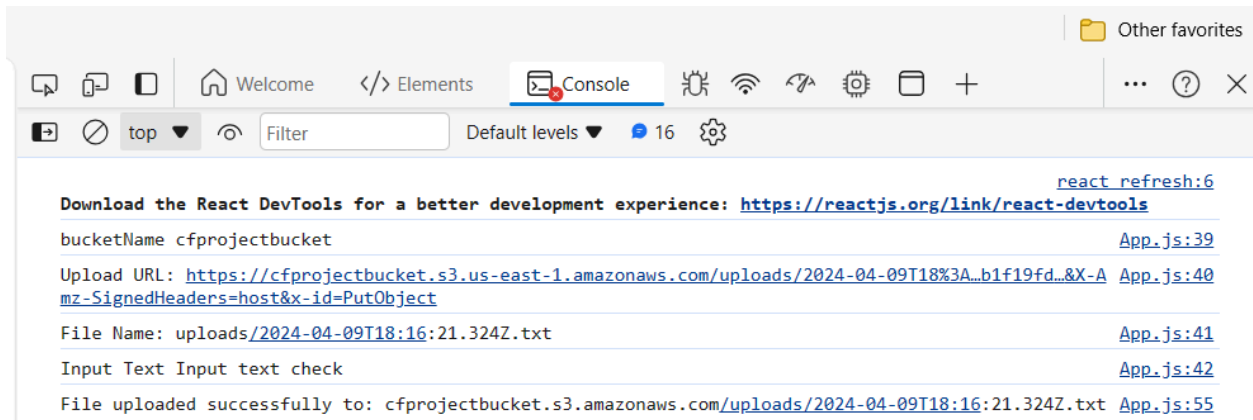 Other favorites
Welcome </> Elements Console
top Filter Default levels 16
react refresh:6
Download the React DevTools for a better development experience: https://reactjs.org/link/react-devtools
bucketName cfprojectbucket App.js:39
Upload URL: https://cfprojectbucket.s3.us-east-1.amazonaws.com/uploads/2024-04-09T18%3A…b1f19fd…&X-A App.js:40
mz-SignedHeaders=host&x-id=PutObject
File Name: uploads/2024-04-09T18:16:21.324Z.txt App.js:41
Input Text Input text check App.js:42
File uploaded successfully to: cfprojectbucket.s3.amazonaws.com/uploads/2024-04-09T18:16:21.324Z.txt App.js:55